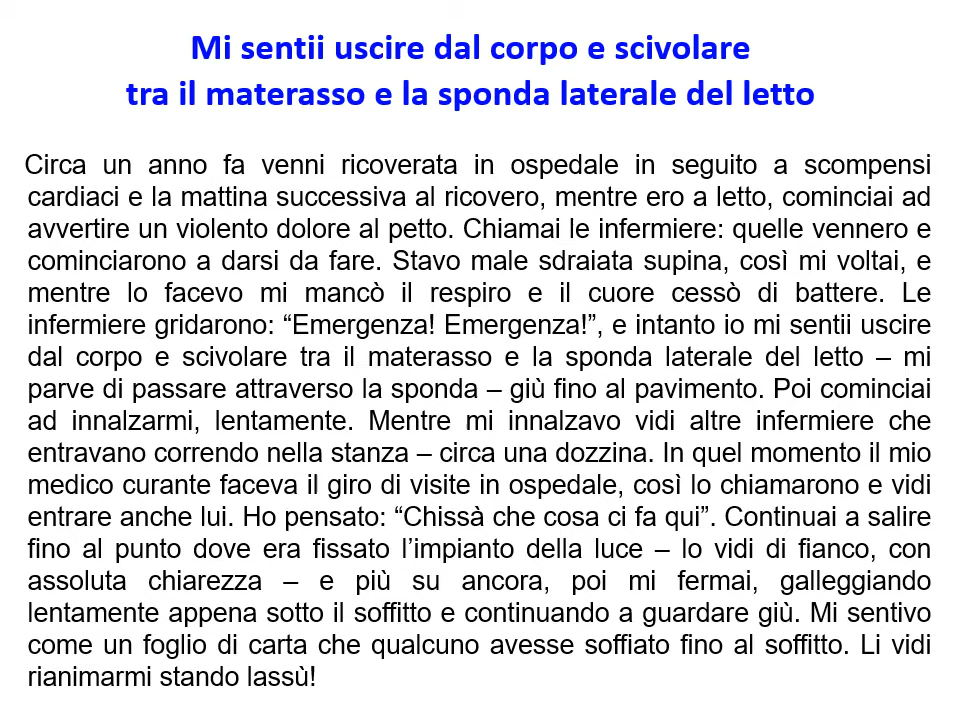 Mi sentii uscire dal corpo e scivolare
tra il materasso e la sponda laterale del letto
Circa un anno fa venni ricoverata in ospedale in seguito a scompensi
cardiaci e la mattina successiva al ricovero, mentre ero a letto, cominciai ad
avvertire un violento dolore al petto. Chiamai le infermiere: quelle vennero e
cominciarono a darsi da fare. Stavo male sdraiata supina, così mi voltai, e
mentre lo facevo mi mancò il respiro e il cuore cessò di battere. Le
infermiere gridarono: “Emergenza! Emergenza!”, e intanto io mi sentii uscire
dal corpo e scivolare tra il materasso e la sponda laterale del letto – mi
parve di passare attraverso la sponda – giù fino al pavimento. Poi cominciai
ad innalzarmi, lentamente. Mentre mi innalzavo vidi altre infermiere che
entravano correndo nella stanza – circa una dozzina. In quel momento il mio
medico curante faceva il giro di visite in ospedale, così lo chiamarono e vidi
entrare anche lui. Ho pensato: “Chissà che cosa ci fa qui”. Continuai a salire
fino al punto dove era fissato l’impianto della luce – lo vidi di fianco, con
assoluta chiarezza – e più su ancora, poi mi fermai, galleggiando
lentamente appena sotto il soffitto e continuando a guardare giù. Mi sentivo
come un foglio di carta che qualcuno avesse soffiato fino al soffitto. Li vidi
rianimarmi stando lassù!